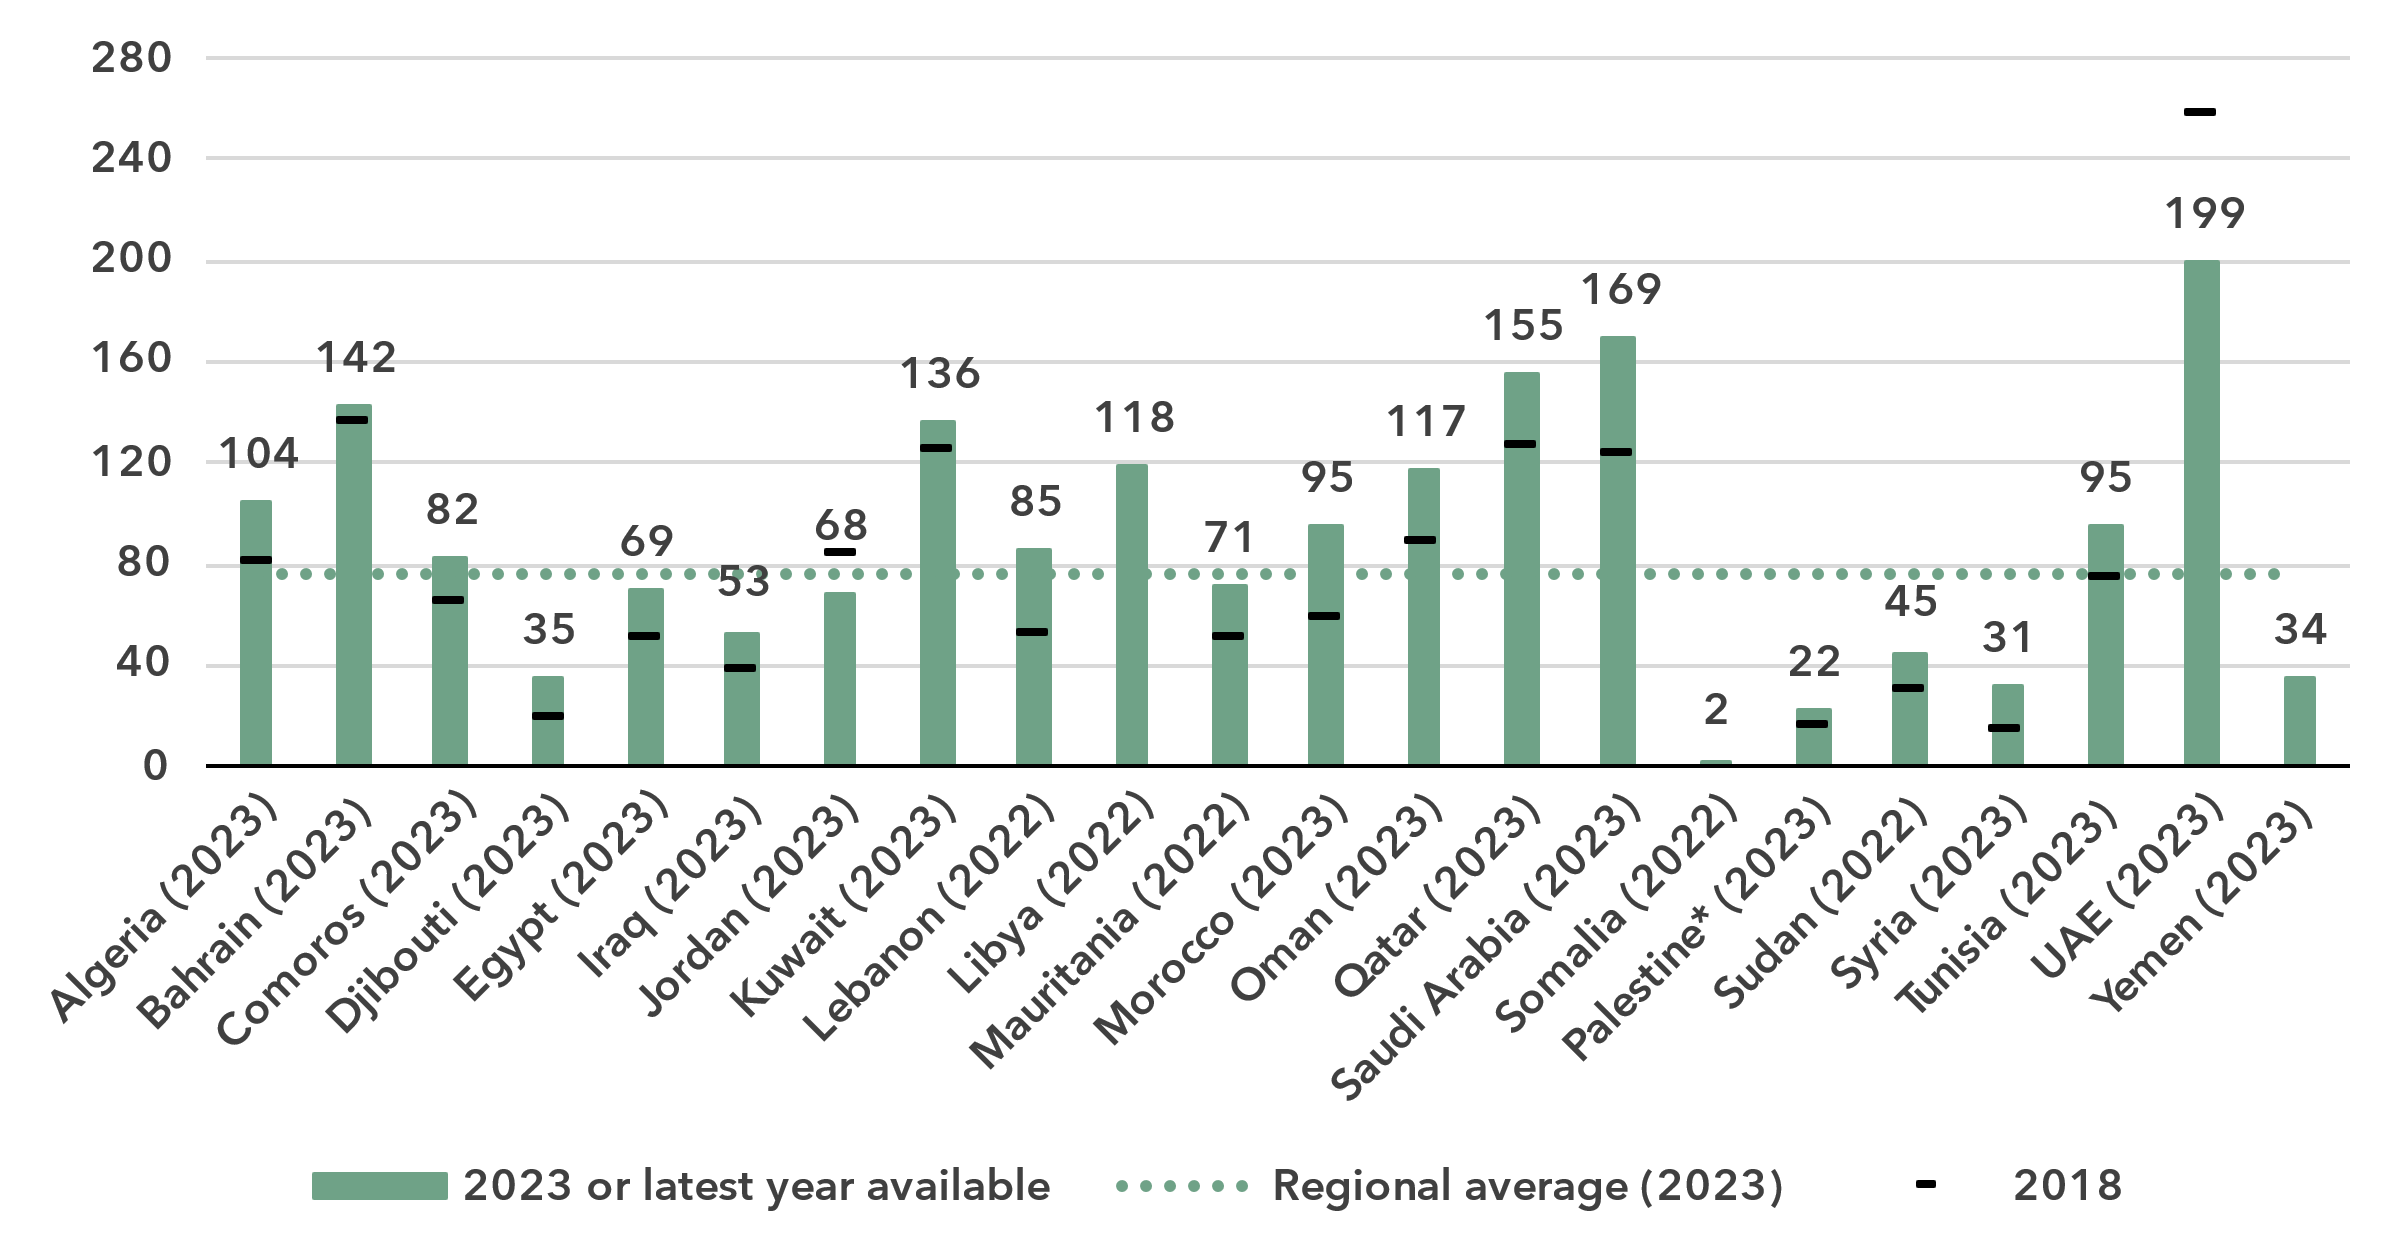 280
240
200
160
120
80
40
0
104
142
82
35
69
53
68
136
85
118
71
95
117
155
169
2
22
45
31
95
199
34
Algeria (2023)
Bahrain (2023)
Comoros (2023)
Djibouti (2023)
Egypt (2023)
Iraq (2023)
Jordan (2023)
Kuwait (2023)
Lebanon (2022)
Libya (2022)
Mauritania (2022)
Morocco (2023)
Oman (2023)
Qatar (2023)
Saudi Arabia (2023)
Somalia (2022)
Palestine* (2023)
Sudan (2022)
Syria (2023)
Tunisia (2023)
UAE (2023)
Yemen (2023)
2023 or latest year available
Regional average (2023)
2018